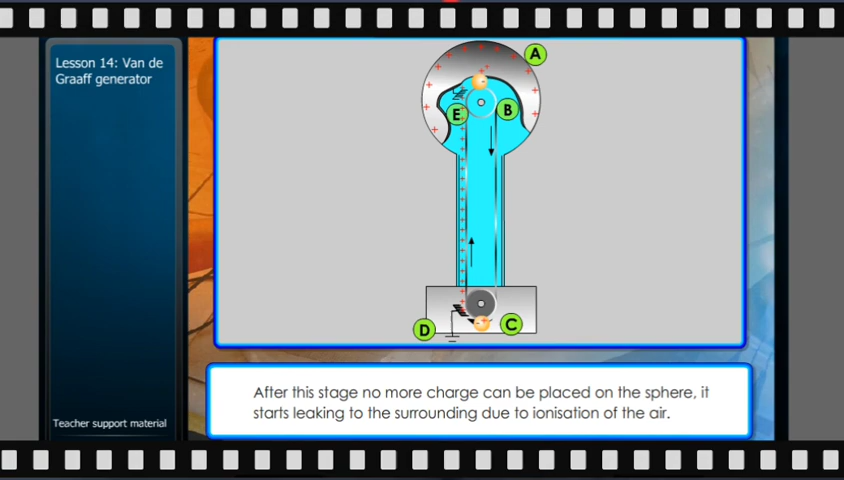 Lesson 14: Van de
Graaff generator
A
E
B
D
C
After this stage no more charge can be placed on the sphere, it
starts leaking to the surrounding due to ionisation of the air.
Teacher support material